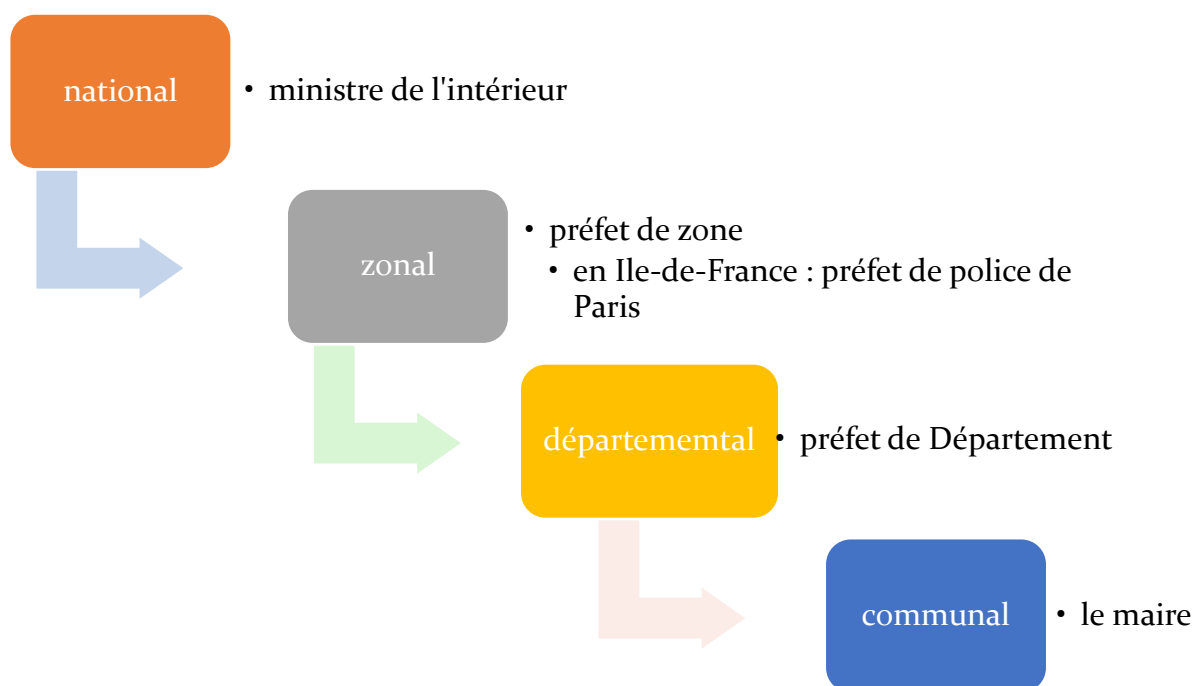 national
• ministre de l'intérieur
zonal
• préfet de zone
• en Ile-de-France : préfet de police de
Paris
départememtal
• préfet de Département
communal
• le maire